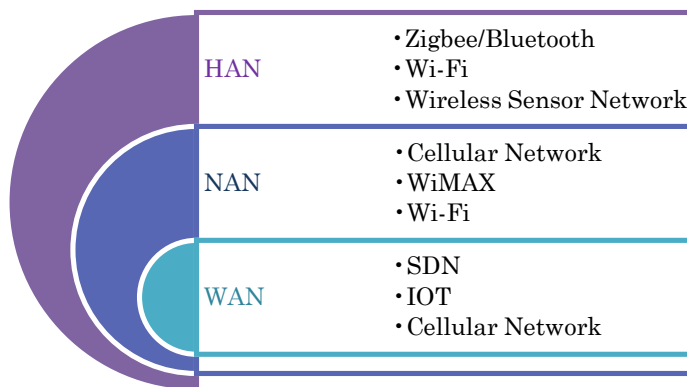 HAN
・Zigbee/Bluetooth
・Wi-Fi
・Wireless Sensor Network
NAN
・Cellular Network
・WiMAX
・Wi-Fi
WAN
・SDN
・IOT
・Cellular Network